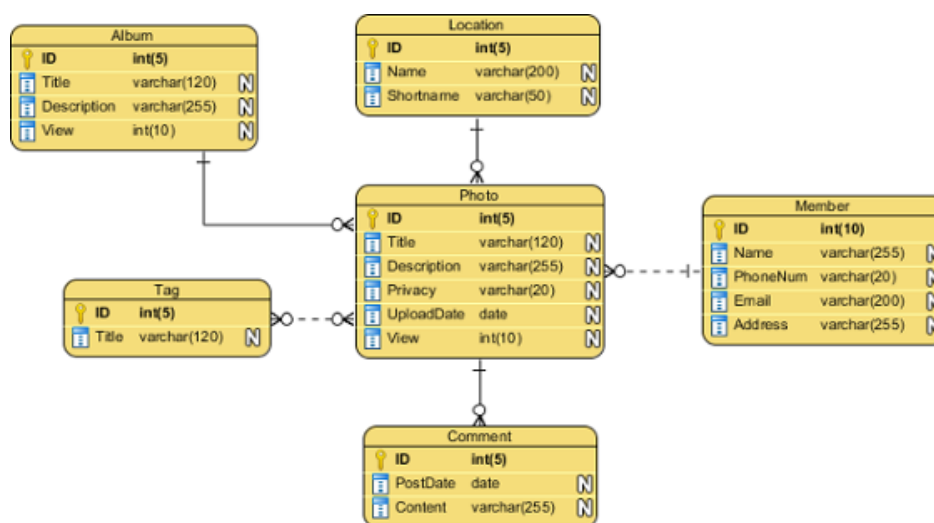 Album
ID int(5)
Title varchar(120) N
Description varchar(255) N
View int(10) N
Location
ID int(5)
Name varchar(200) N
Shortname varchar(50) N
Photo
ID int(5)
Title varchar(120) N
Description varchar(255) N
Privacy varchar(20) N
UploadDate date N
View int(10) N
Member
ID int(10)
Name varchar(255) N
PhoneNum varchar(20) N
Email varchar(200) N
Address varchar(255) N
Tag
ID int(5)
Title varchar(120) N
Comment
ID int(5)
PostDate date N
Content varchar(255) N